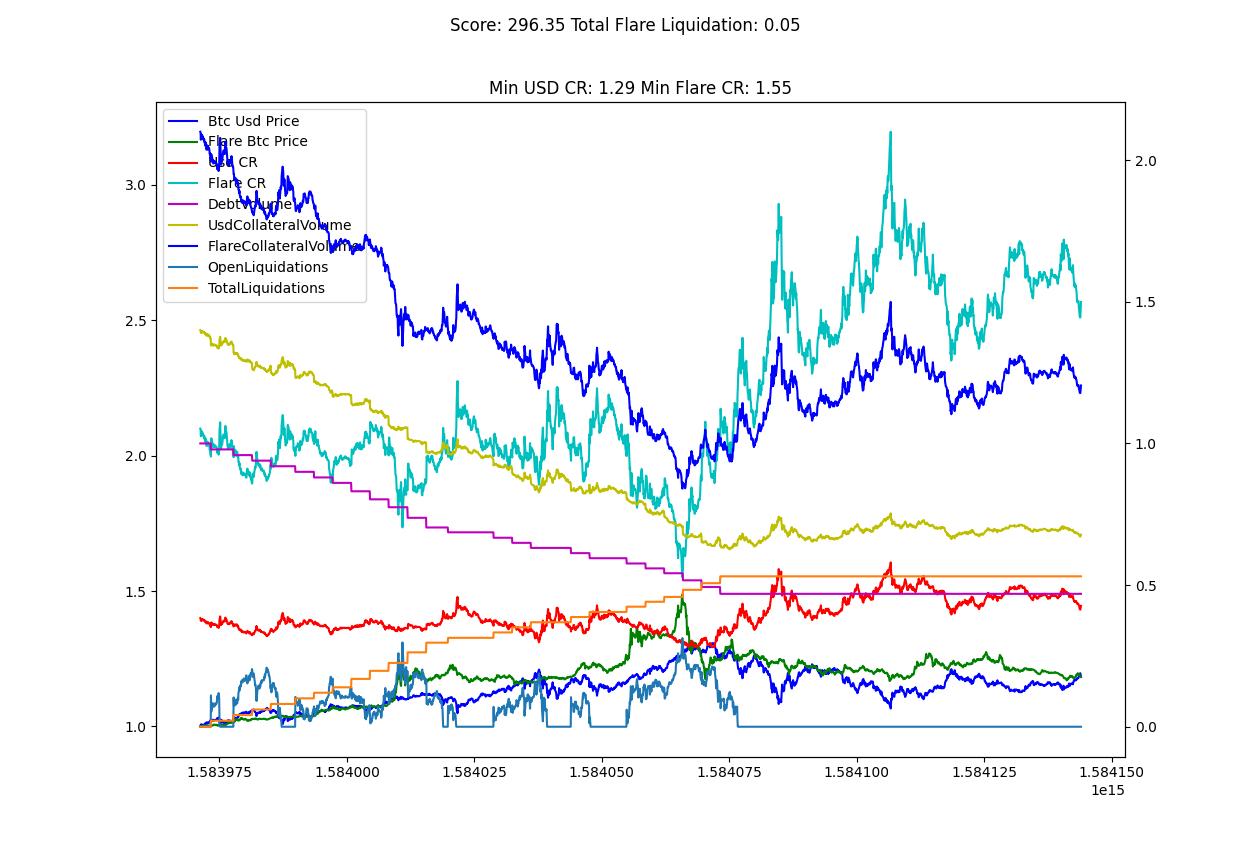 Score: 296.35 Total Flare Liquidation: 0.05
Min USD CR: 1.29 Min Flare CR: 1.55
Btc Usd Price
Flare Btc Price
Usd CR
Flare CR
DebtVolume
UsdCollateralVolume
FlareCollateralVolume
OpenLiquidations
TotalLiquidations
3.0
2.5
2.0
1.5
1.0
2.0
1.5
1.0
0.5
0.0
1.583975 1.584000 1.584025 1.584050 1.584075 1.584100 1.584125 1.584150
1e15